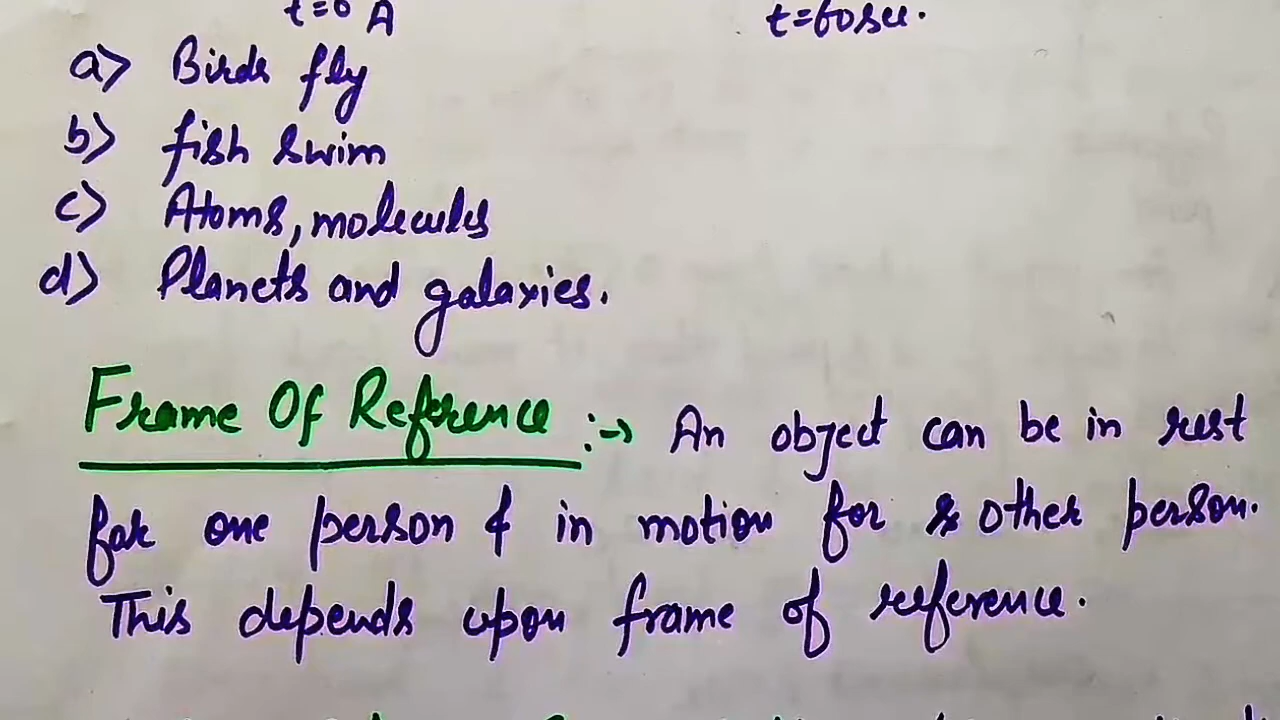 t=0 A t=60sec.
a) Birds fly
b) fish swim
c) Atoms, molecules
d) Planets and galaxies.
Frame Of Reference :-> An object can be in rest
for one person & in motion for other person.
This depends upon frame of reference.